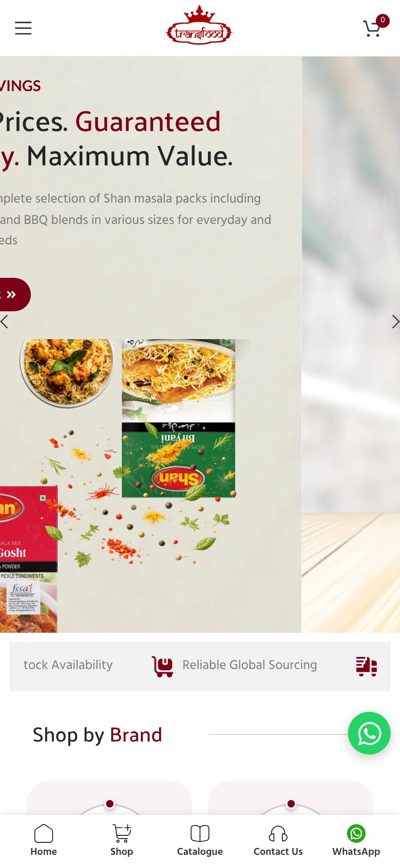 transfood
0
VINGS
Prices. Guaranteed
y. Maximum Value.
mplete selection of Shan masala packs including
and BBQ blends in various sizes for everyday and
eds
Biryani
Shan
an
Gosht
fssai
tock Availability
Reliable Global Sourcing
Shop by Brand
Home
Shop
Catalogue
Contact Us
WhatsApp